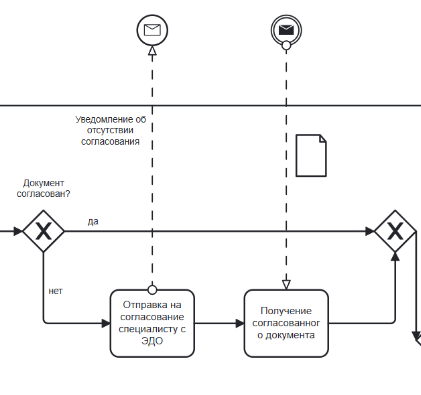 Уведомление об
отсутствии
согласования
Документ
согласован?
да
нет
Отправка на
согласование
специалисту с
ЭДО
Получение
согласованног
о документа